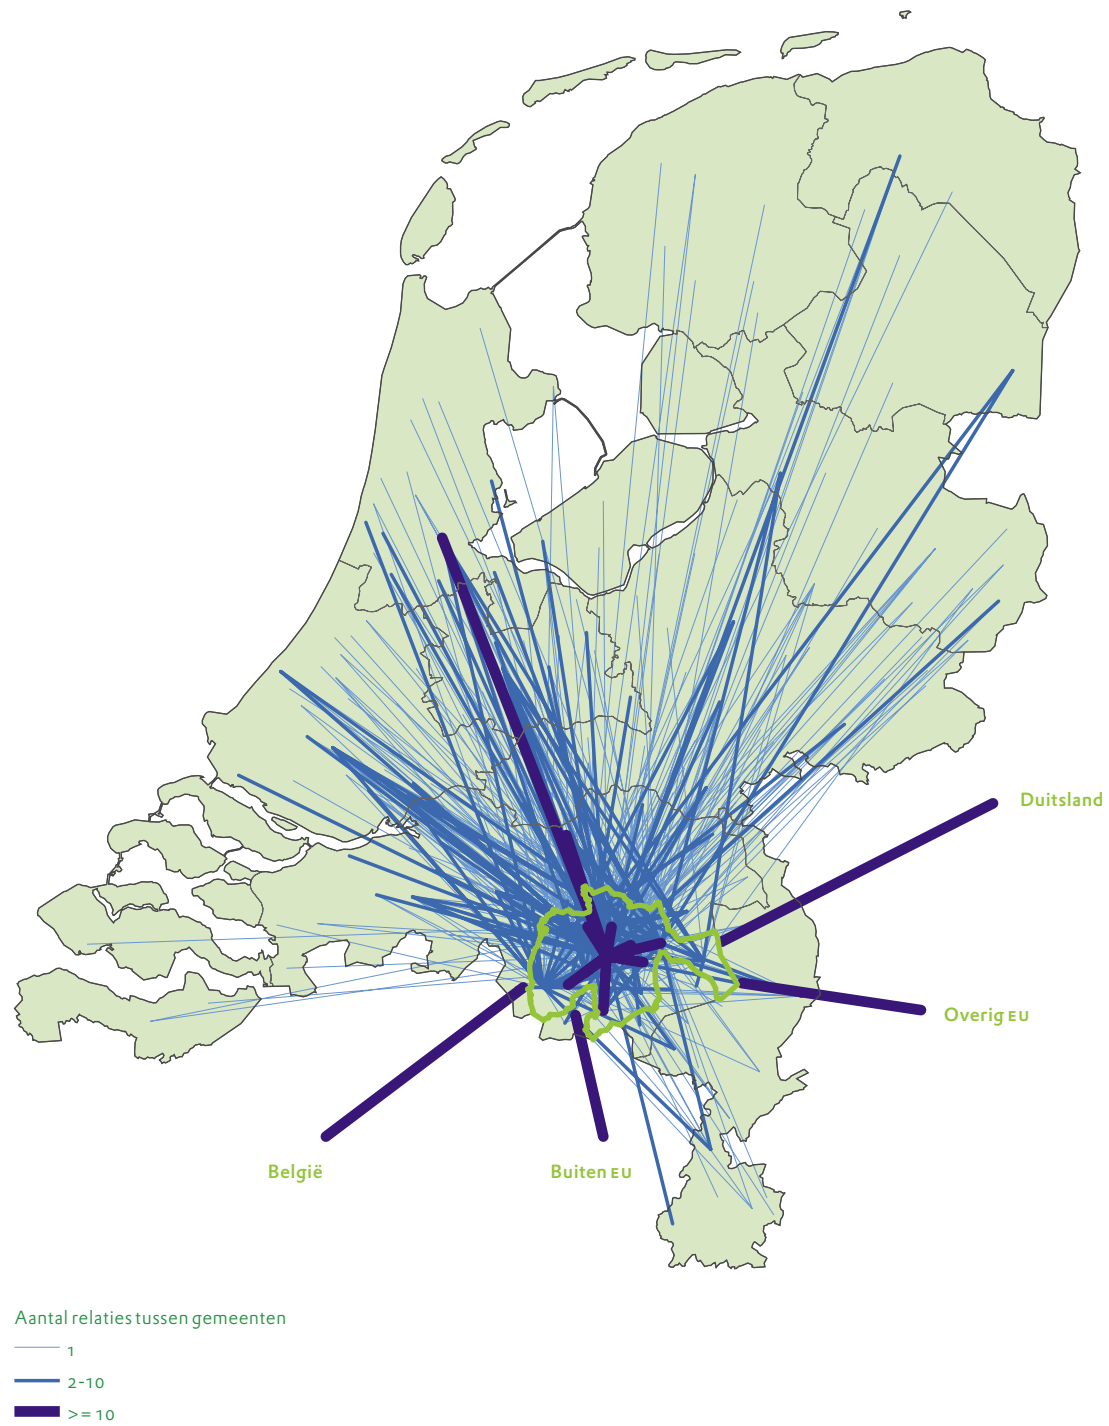 Duitsland
Overig EU
België
Buiten EU
Aantal relaties tussen gemeenten
1
2-10
>= 10